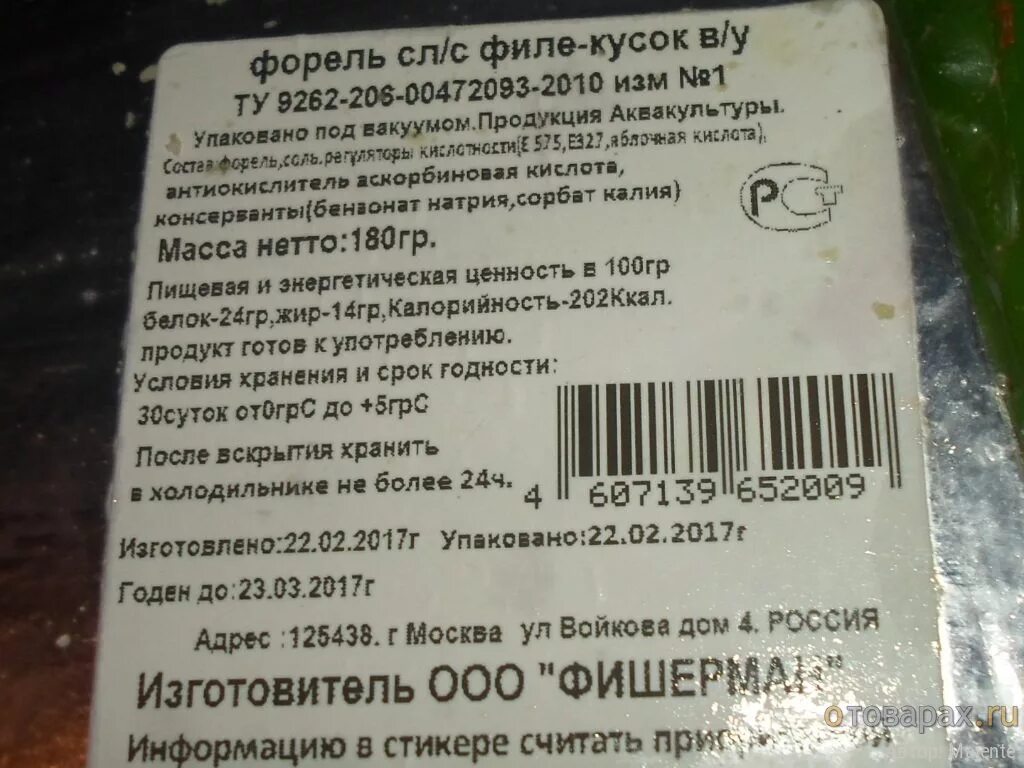 форель сл/с филе-кусок в/у
ТУ 9262-206-00472093-2010 изм №1
Упаковано под вакуумом.Продукция Аквакультуры.
Состав:форель,соль,регуляторы кислотности(Е 575,Е327,яблочная кислота),
антиокислитель аскорбиновая кислота,
консерванты(бензонат натрия,сорбат калия)
РСТ
Масса нетто:180гр.
Пищевая и энергетическая ценность в 100гр
белок-24гр,жир-14гр,Калорийность-202Ккал.
продукт готов к употреблению.
Условия хранения и срок годности:
30суток от0грС до +5грС
После вскрытия хранить
в холодильнике не более 24ч.
4 607139 652009
Изготовлено:22.02.2017г Упаковано:22.02.2017г
Годен до:23.03.2017г
Адрес :125438. г Москва ул Войкова дом 4. РОССИЯ
Изготовитель ООО "ФИШЕРМАН"
Информацию в стикере считать
отоварах.ru